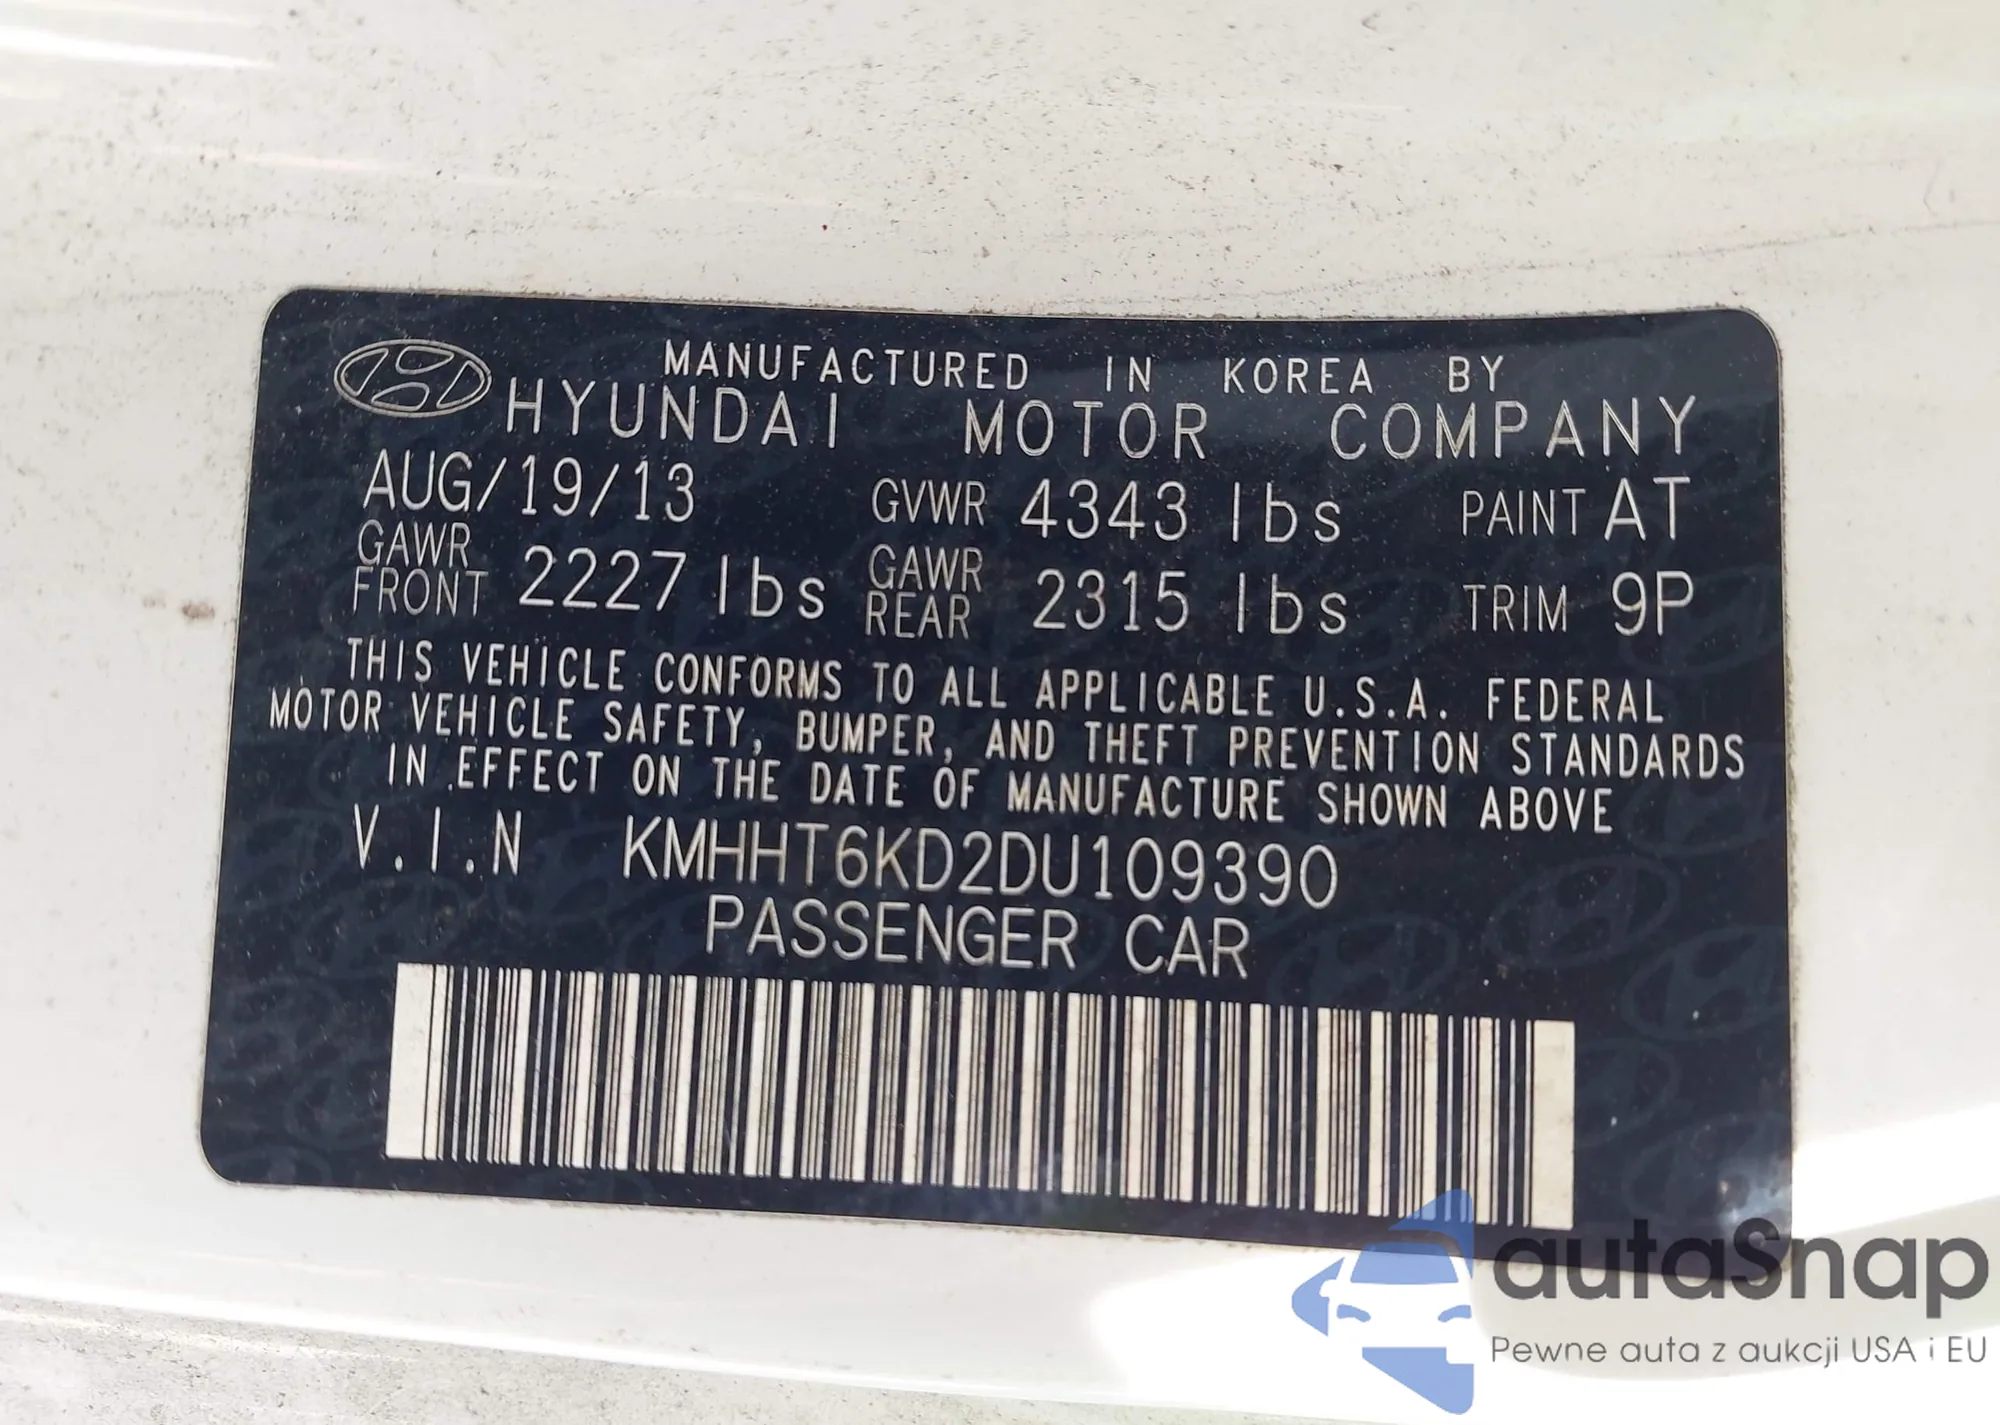 MANUFACTURED IN KOREA BY
HYUNDAI MOTOR COMPANY
AUG/19/13 GVWR 4343 lbs PAINT AT
GAWR FRONT 2227 lbs GAWR REAR 2315 lbs TRIM 9P
THIS VEHICLE CONFORMS TO ALL APPLICABLE U.S.A. FEDERAL
MOTOR VEHICLE SAFETY, BUMPER, AND THEFT PREVENTION STANDARDS
IN EFFECT ON THE DATE OF MANUFACTURE SHOWN ABOVE
V.I.N KMHHT6KD2DU109390
PASSENGER CAR
autaSnap
Pewne auta z aukcji USA i EU